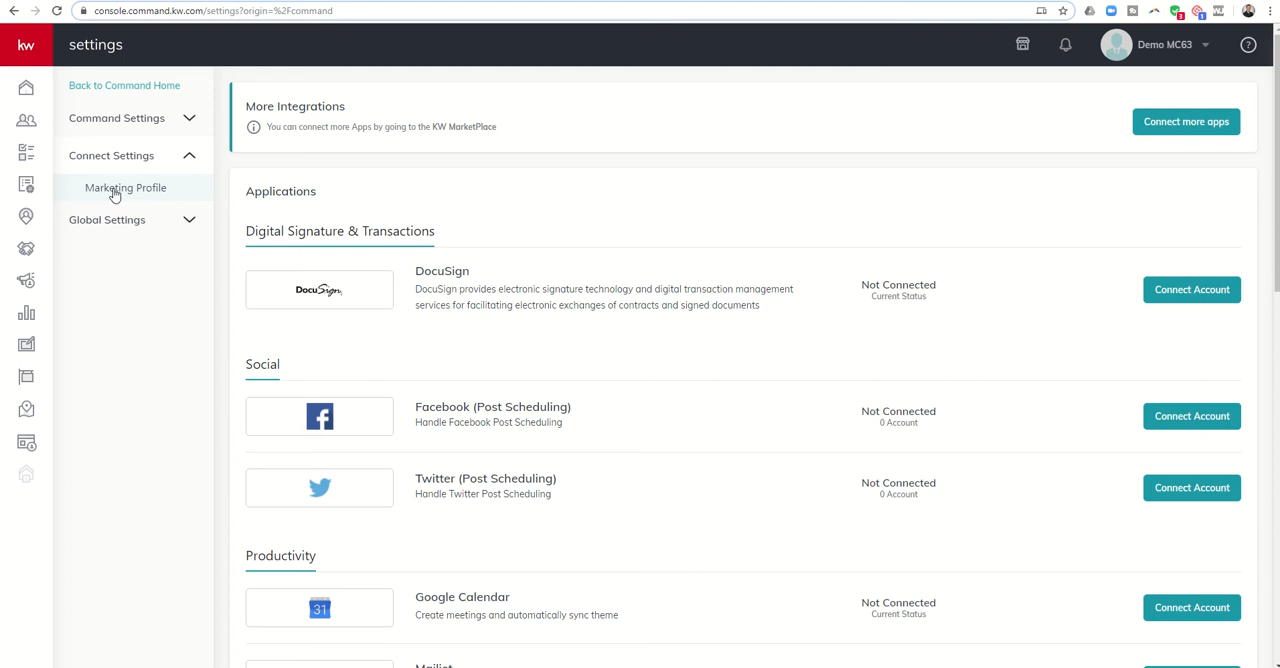 console.command.kw.com/settings?origin=%2Fcommand
3
1
kw
settings
Demo MC63
?
Back to Command Home
Command Settings
Connect Settings
Marketing Profile
Global Settings
More Integrations
You can connect more Apps by going to the KW MarketPlace
Connect more apps
Applications
Digital Signature & Transactions
DocuSign
DocuSign
DocuSign provides electronic signature technology and digital transaction management
services for facilitating electronic exchanges of contracts and signed documents
Not Connected
Current Status
Connect Account
Social
Facebook (Post Scheduling)
Handle Facebook Post Scheduling
Not Connected
0 Account
Connect Account
Twitter (Post Scheduling)
Handle Twitter Post Scheduling
Not Connected
0 Account
Connect Account
Productivity
31
Google Calendar
Create meetings and automatically sync theme
Not Connected
Current Status
Connect Account